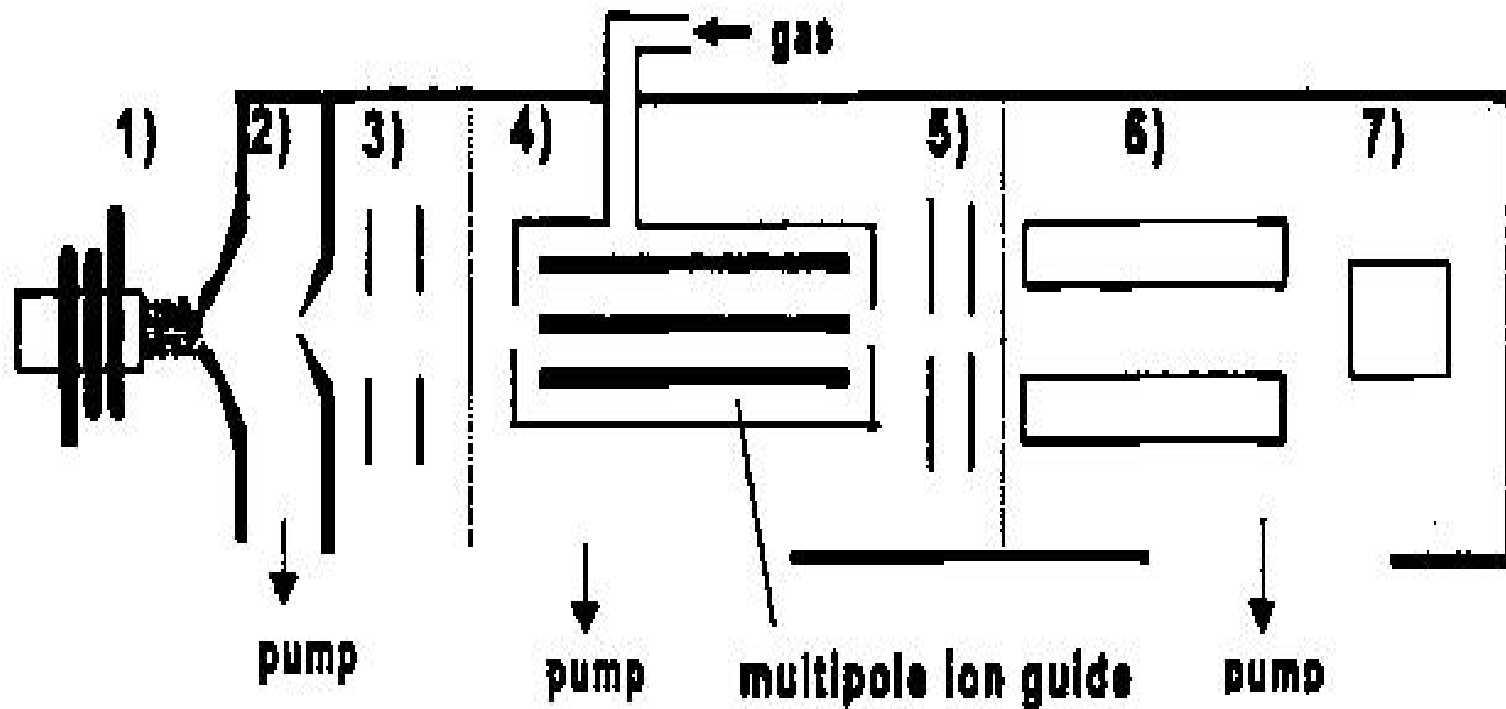 gas
1)
2)
3)
4)
5)
6)
7)
pump
pump
multipole ion guide
pump